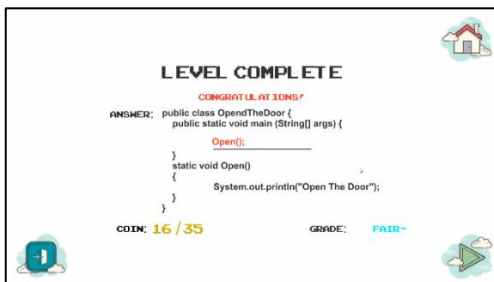 LEVEL COMPLETE
CONGRATULATIONS!
ANSWER: public class OpendTheDoor {
public static void main (String[] args) {
Open();
}
static void Open()
{
System.out.println("Open The Door");
}
}
COIN: 16/35 GRADE: FAIR~